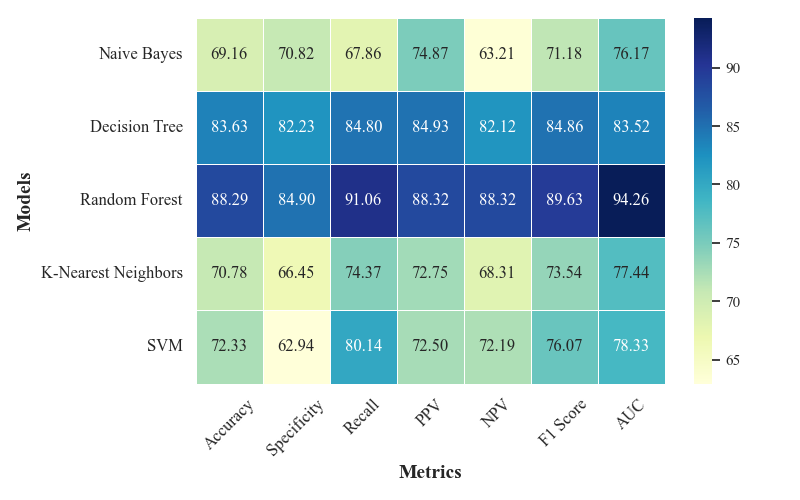 Naive Bayes 69.16 70.82 67.86 74.87 63.21 71.18 76.17
Decision Tree 83.63 82.23 84.80 84.93 82.12 84.86 83.52
Random Forest 88.29 84.90 91.06 88.32 88.32 89.63 94.26
K-Nearest Neighbors 70.78 66.45 74.37 72.75 68.31 73.54 77.44
SVM 72.33 62.94 80.14 72.50 72.19 76.07 78.33
Accuracy Specificity Recall PPV NPV F1 Score AUC
Metrics
Models
90
85
80
75
70
65